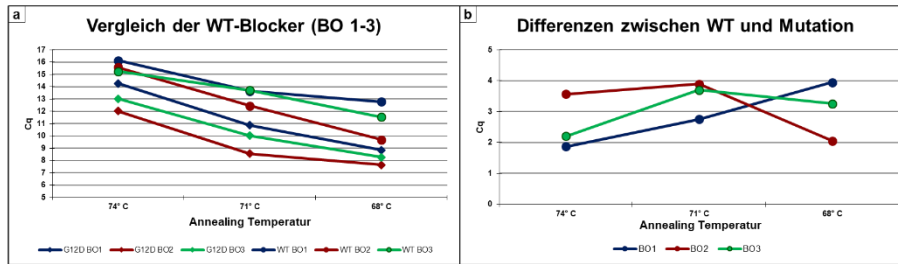 a
Vergleich der WT-Blocker (BO 1-3)
17
16
15
14
13
12
11
10
9
8
7
6
5
Cq
74° C
71° C
68° C
Annealing Temperatur
G12D BO1
G12D BO2
G12D BO3
WT BO1
WT BO2
WT BO3
b
Differenzen zwischen WT und Mutation
5
4
3
2
1
0
Cq
74° C
71° C
68° C
Annealing Temperatur
BO1
BO2
BO3